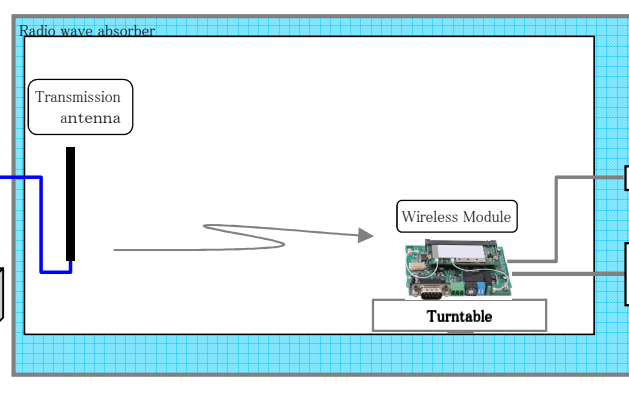 Radio wave absorber
Transmission
antenna
Wireless Module
Turntable